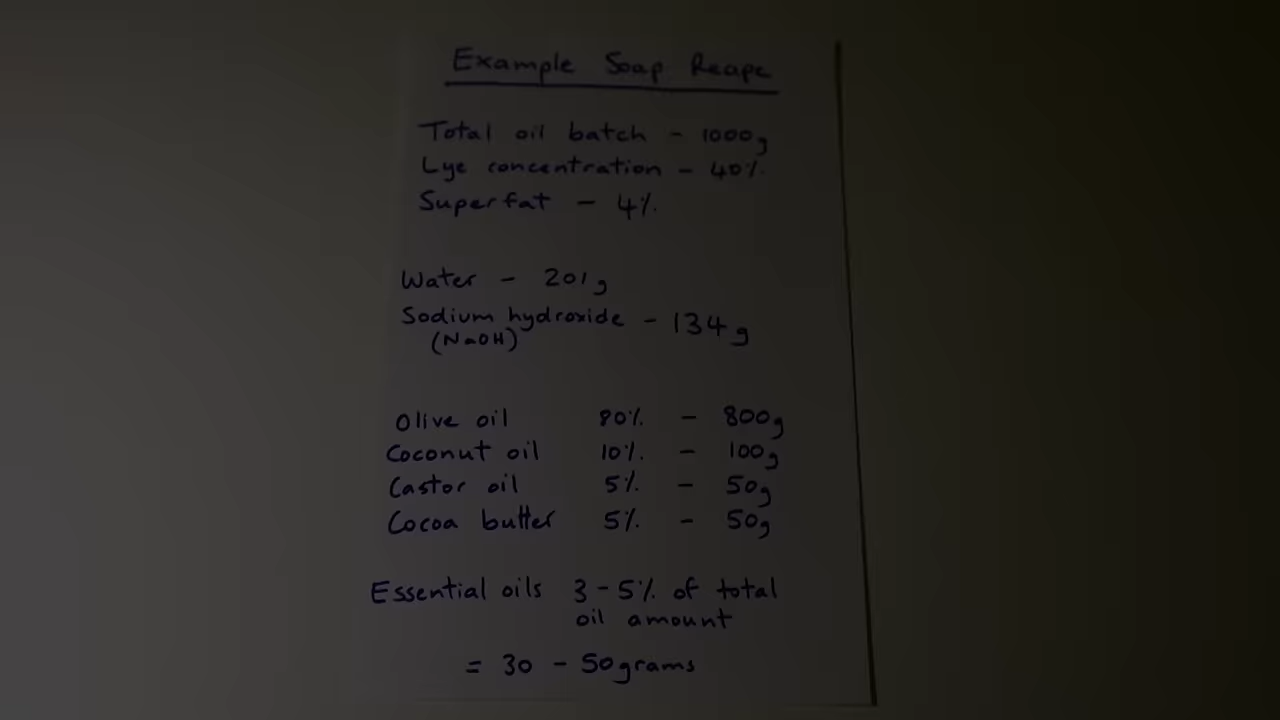 Example Soap Recipe
Total oil batch - 1000g
Lye concentration - 40%
Superfat - 4%
Water - 201g
Sodium hydroxide - 134g
(NaOH)
Olive oil 80% - 800g
Coconut oil 10% - 100g
Castor oil 5% - 50g
Cocoa butter 5% - 50g
Essential oils 3-5% of total
oil amount
= 30 - 50grams